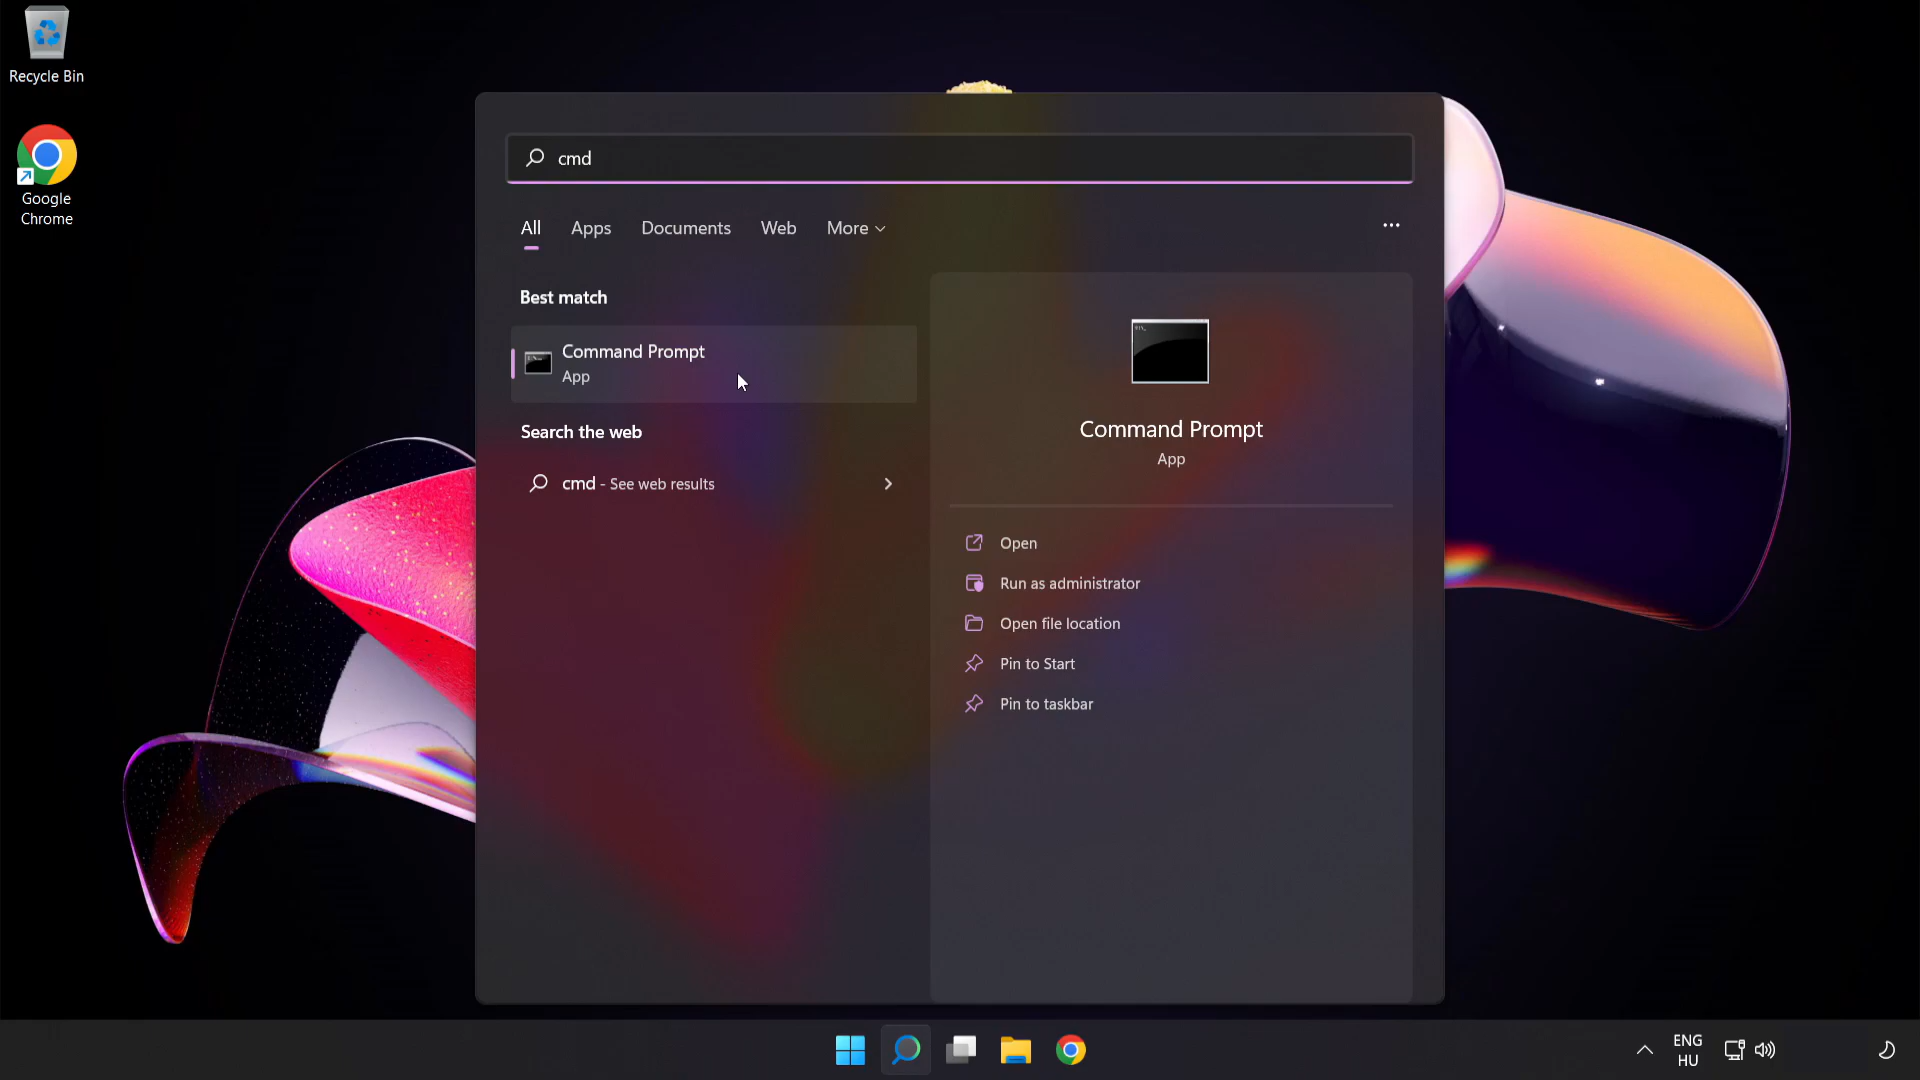 Recycle Bin
Google
Chrome
cmd
All Apps Documents Web More
Best match
Command Prompt
App
Search the web
cmd - See web results
Command Prompt
App
Open
Run as administrator
Open file location
Pin to Start
Pin to taskbar
ENG
HU